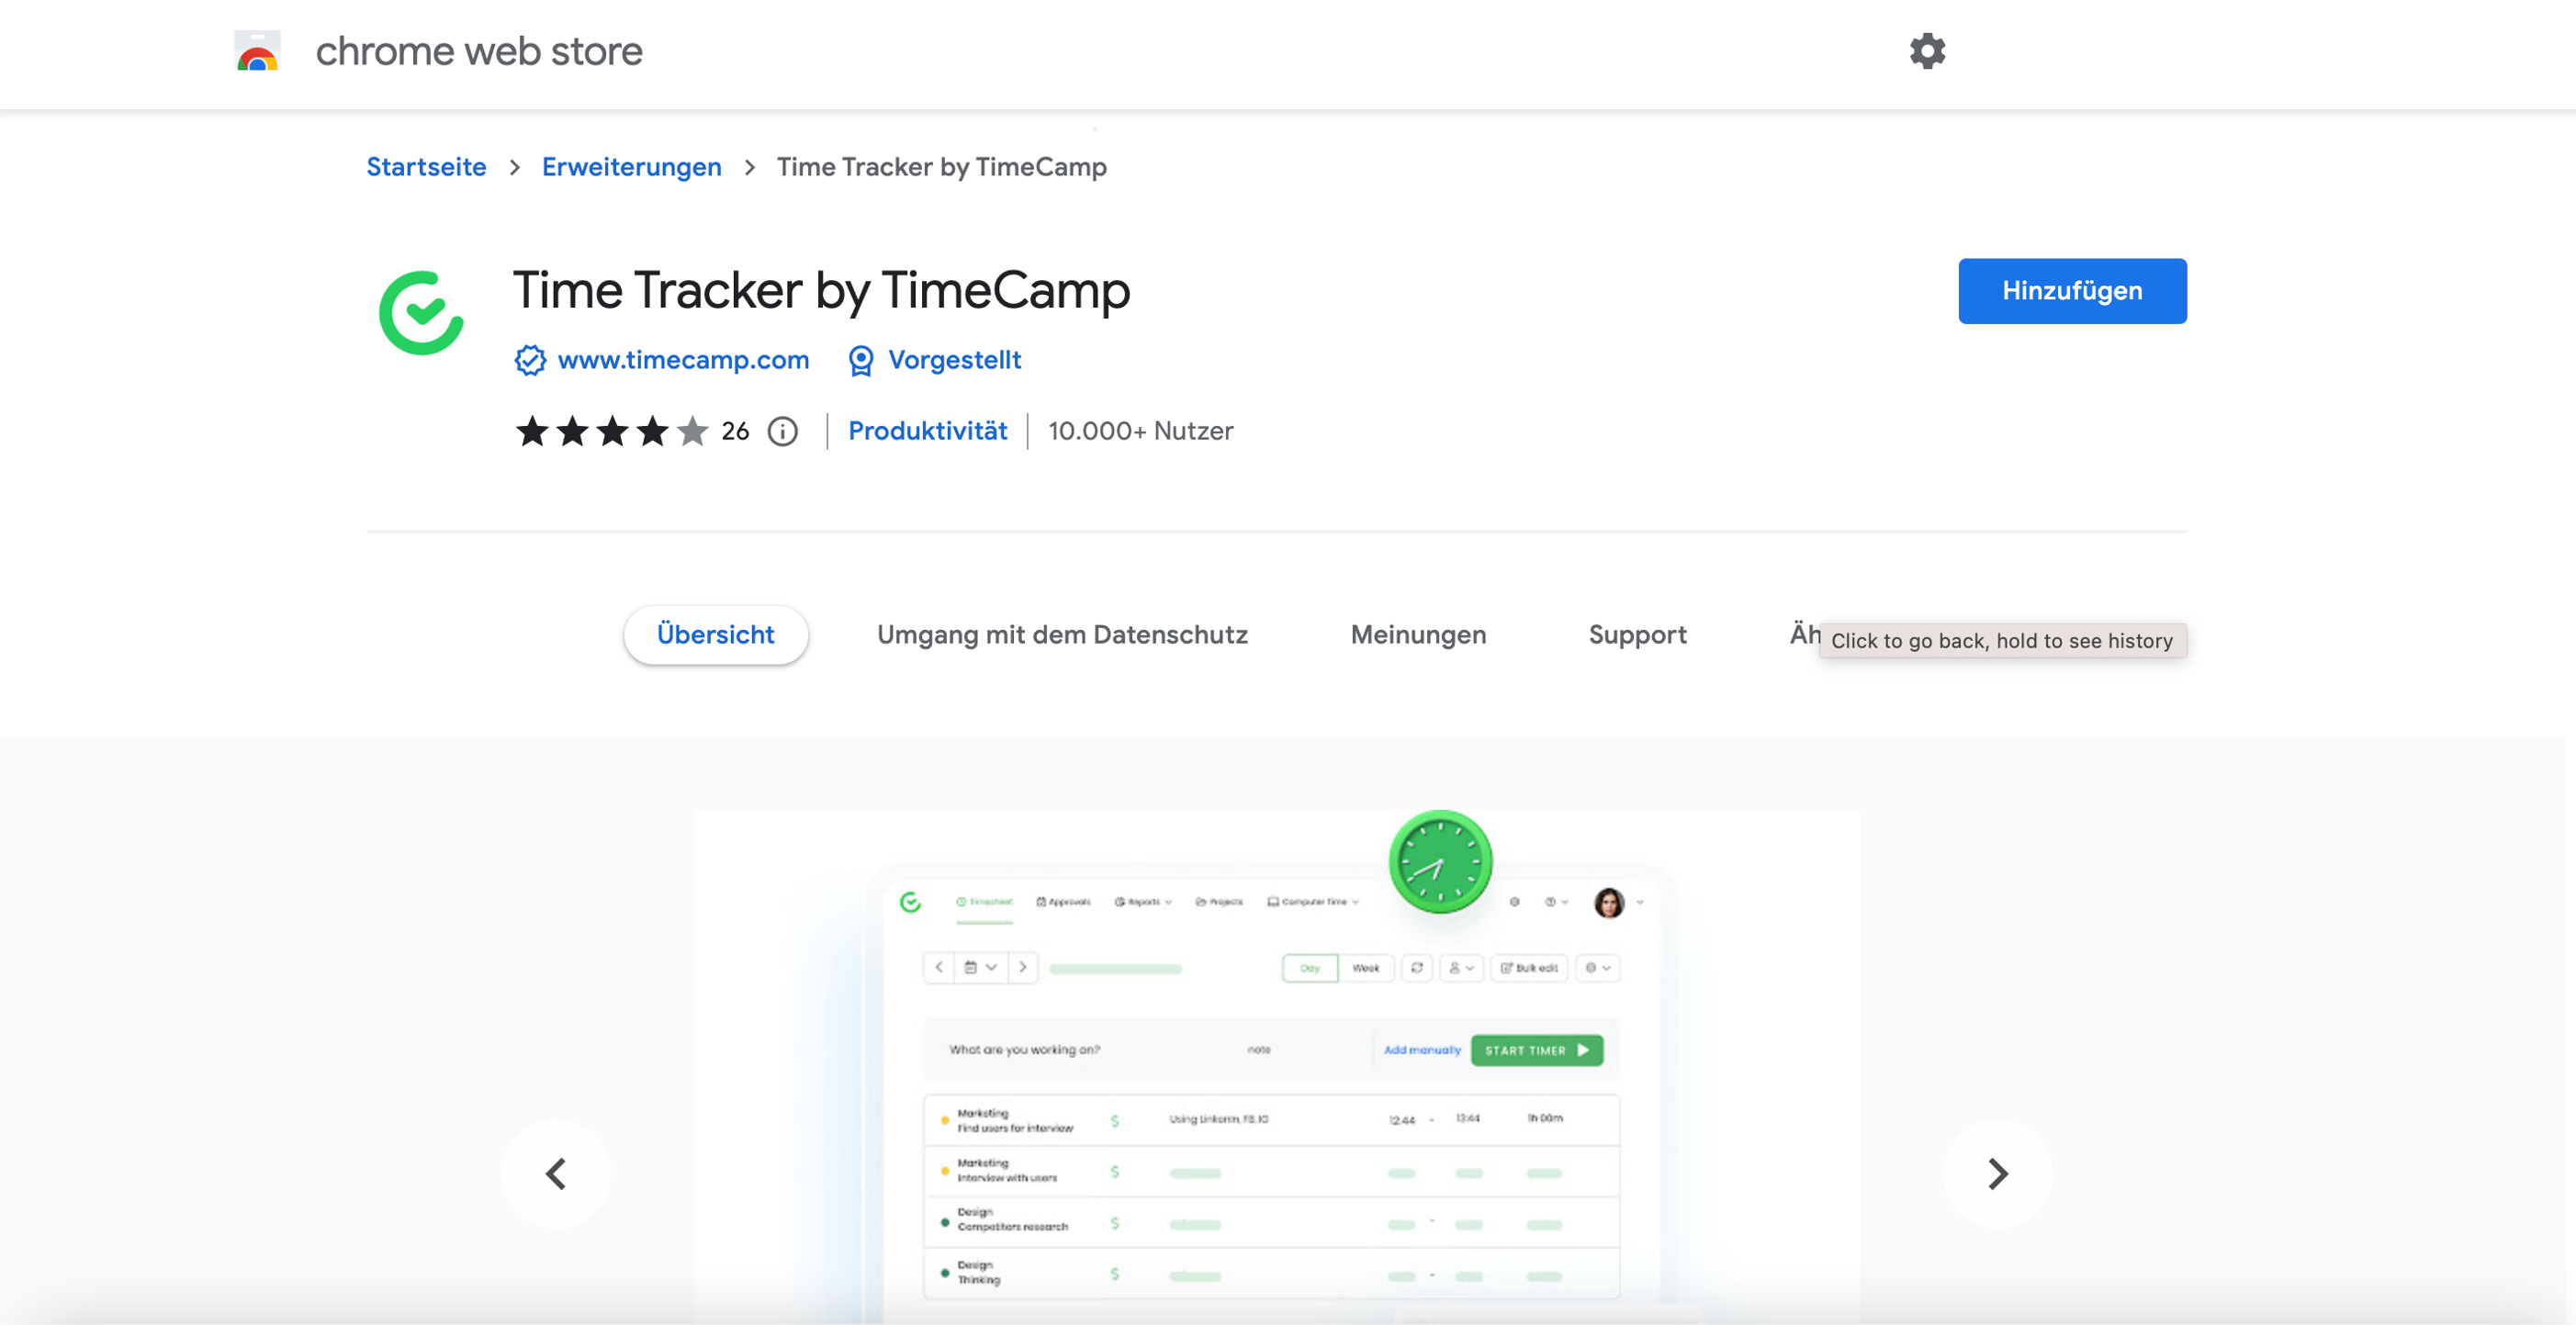 chrome web store
Startseite > Erweiterungen > Time Tracker by TimeCamp
Time Tracker by TimeCamp
Hinzufügen
www.timecamp.com Vorgestellt
26 Produktivität 10.000+ Nutzer
Übersicht Umgang mit dem Datenschutz Meinungen Support Äh
Click to go back, hold to see history
Timesheet Approvals Reports Projects Computer Time
Day Week Bulk edit
What are you working on? note Add manually START TIMER
Marketing
Find users for interview
$ Using LinkedIn, FB, IG 12:44 - 13:44 1h 00m
Marketing
Interview with users
$
Design
Competitors research
$ -
Design
Thinking
$ -